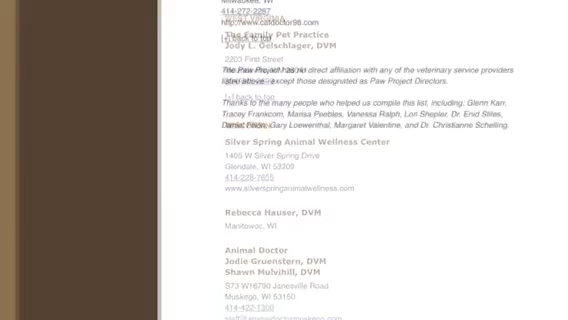 Milwaukee, WI
414-272-2267
WEST VIRGINIA
http://www.catdoctor98.com
[+] back to top
The Family Pet Practice
Jody L. Oelschlager, DVM
2203 First Street
The Paw Project has no direct affiliation with any of the veterinary service providers
listed above - except those designated as Paw Project Directors.
[+] back to top
Thanks to the many people who helped us compile this list, including: Glenn Karr,
Tracey Frankcom, Marisa Peebles, Vanessa Ralph, Lori Shepler, Dr. Enid Stiles,
Gary Loewenthal, Margaret Valentine, and Dr. Christianne Schelling.
Silver Spring Animal Wellness Center
1405 W Silver Spring Drive
Glendale, WI 53209
414-228-7655
www.silverspringanimalwellness.com
Rebecca Hauser, DVM
Manitowoc, WI
Animal Doctor
Jodie Gruenstern, DVM
Shawn Mulvihill, DVM
S73 W16790 Janesville Road
Muskego, WI 53150
414-422-1300